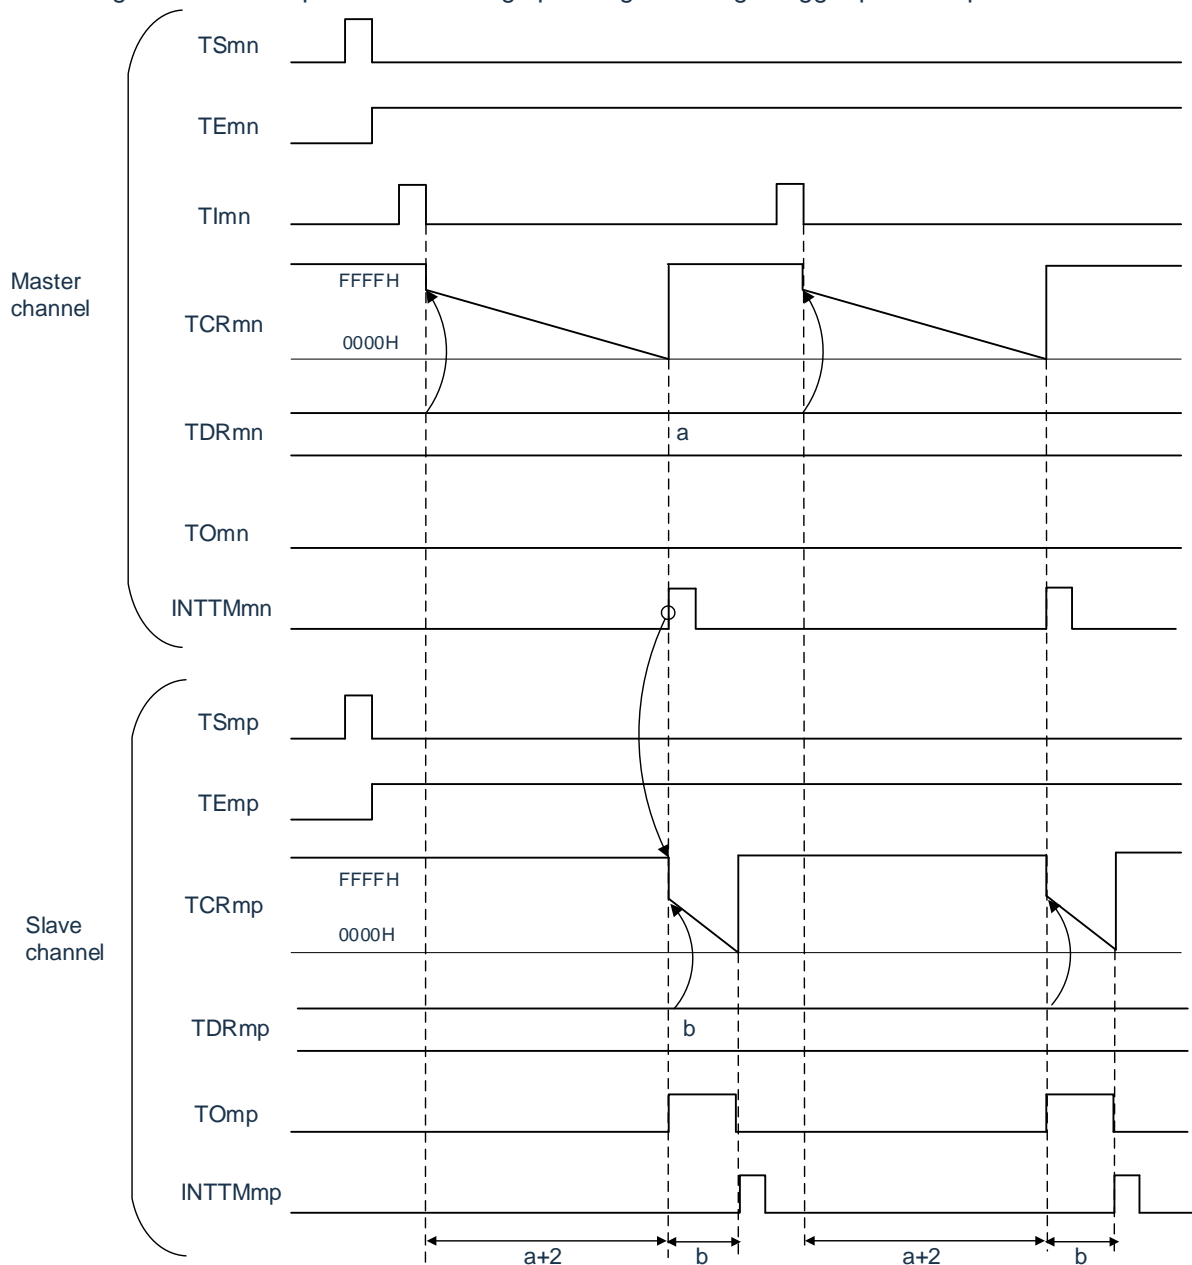 TSmn
TEmn
TImn
Master
channel
FFFFH
TCRmn
0000H
TDRmn
a
TOmn
INTTMmn
TSmp
TEmp
FFFFH
TCRmp
Slave
channel
0000H
TDRmp
b
TOmp
INTTMmp
a+2 b a+2 b